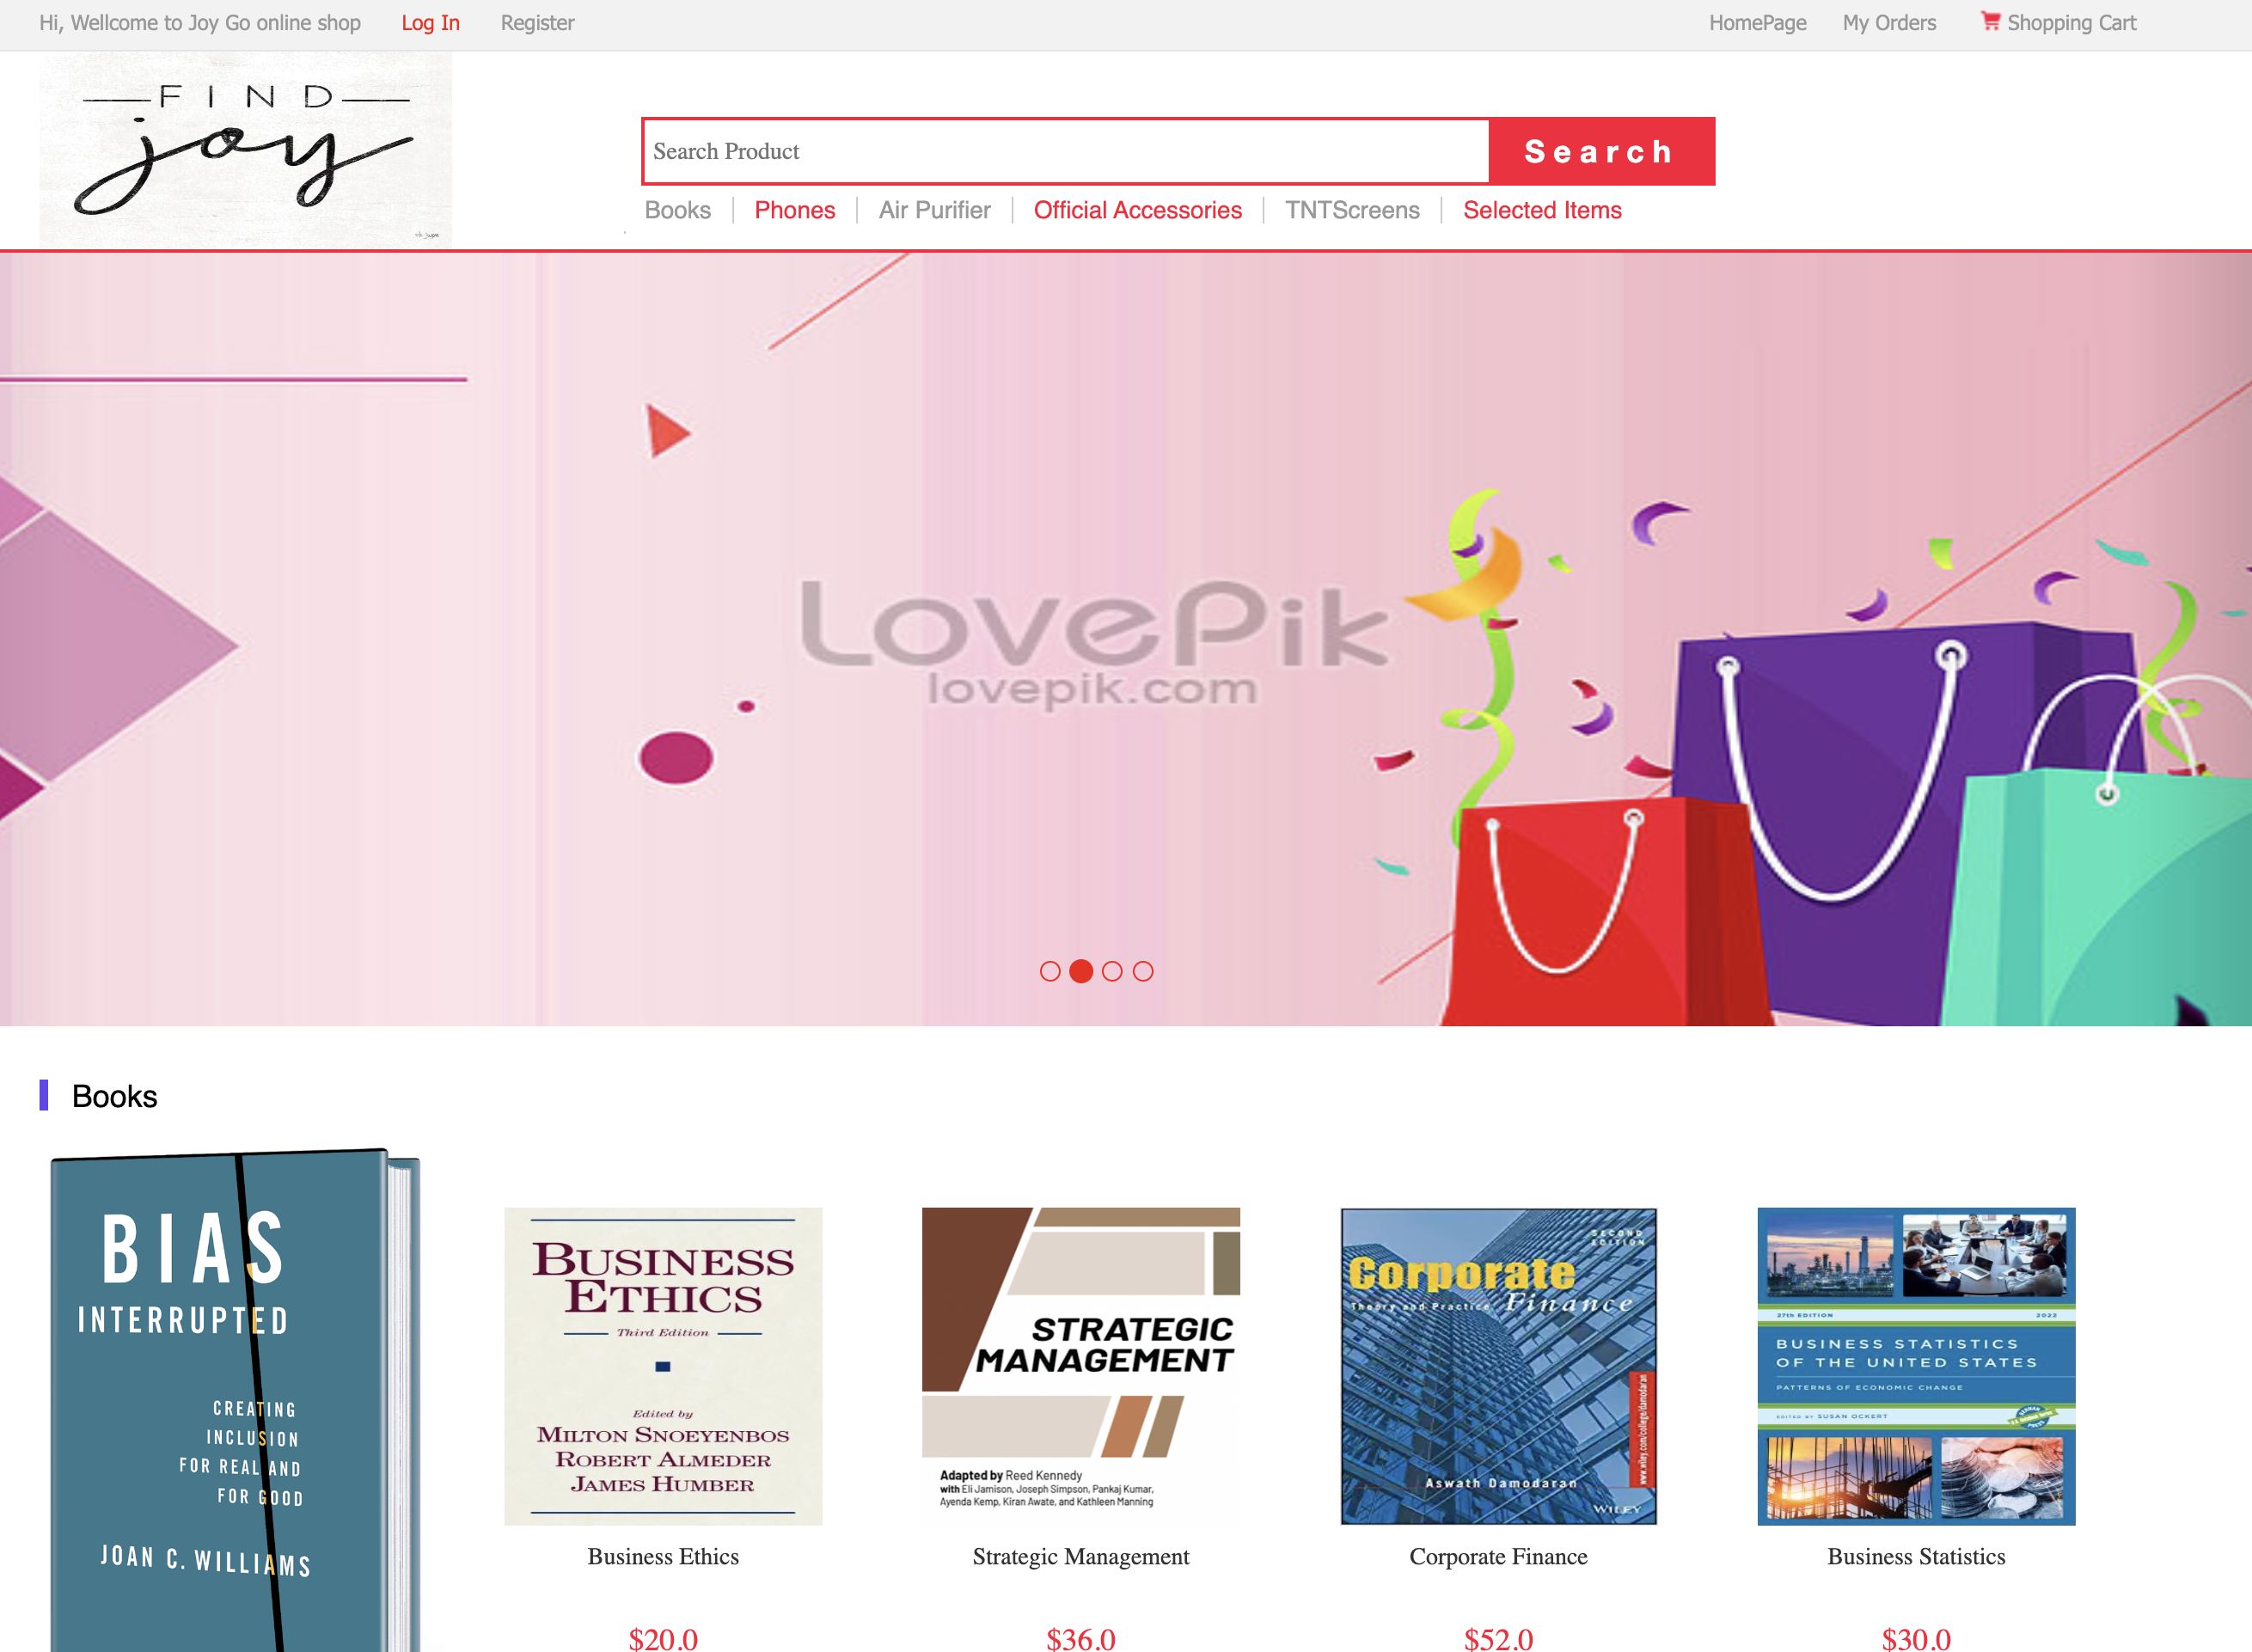 Hi, Wellcome to Joy Go online shop Log In Register HomePage My Orders Shopping Cart
FIND
joy
Search Product Search
Books Phones Air Purifier Official Accessories TNTScreens Selected Items
LovePik
lovepik.com
Books
BIAS
INTERRUPTED
CREATING
INCLUSION
FOR REAL AND
FOR GOOD
JOAN C. WILLIAMS
BUSINESS
ETHICS
Third Edition
Edited by
MILTON SNOEYENBOS
ROBERT ALMEDER
JAMES HUMBER
Business Ethics
$20.0
STRATEGIC
MANAGEMENT
Adapted by Reed Kennedy
with Eli Jamison, Joseph Simpson, Pankaj Kumar,
Ayenda Kemp, Kiran Awate, and Kathleen Manning
Strategic Management
$36.0
SECOND
EDITION
Corporate
Finance
Theory and Practice
www.wiley.com/college/damodaran
Aswath Damodaran
WILEY
Corporate Finance
$52.0
27th EDITION 2022
BUSINESS STATISTICS
OF THE UNITED STATES
PATTERNS OF ECONOMIC CHANGE
EDITED BY SUSAN OCKERT
Business Statistics
$30.0